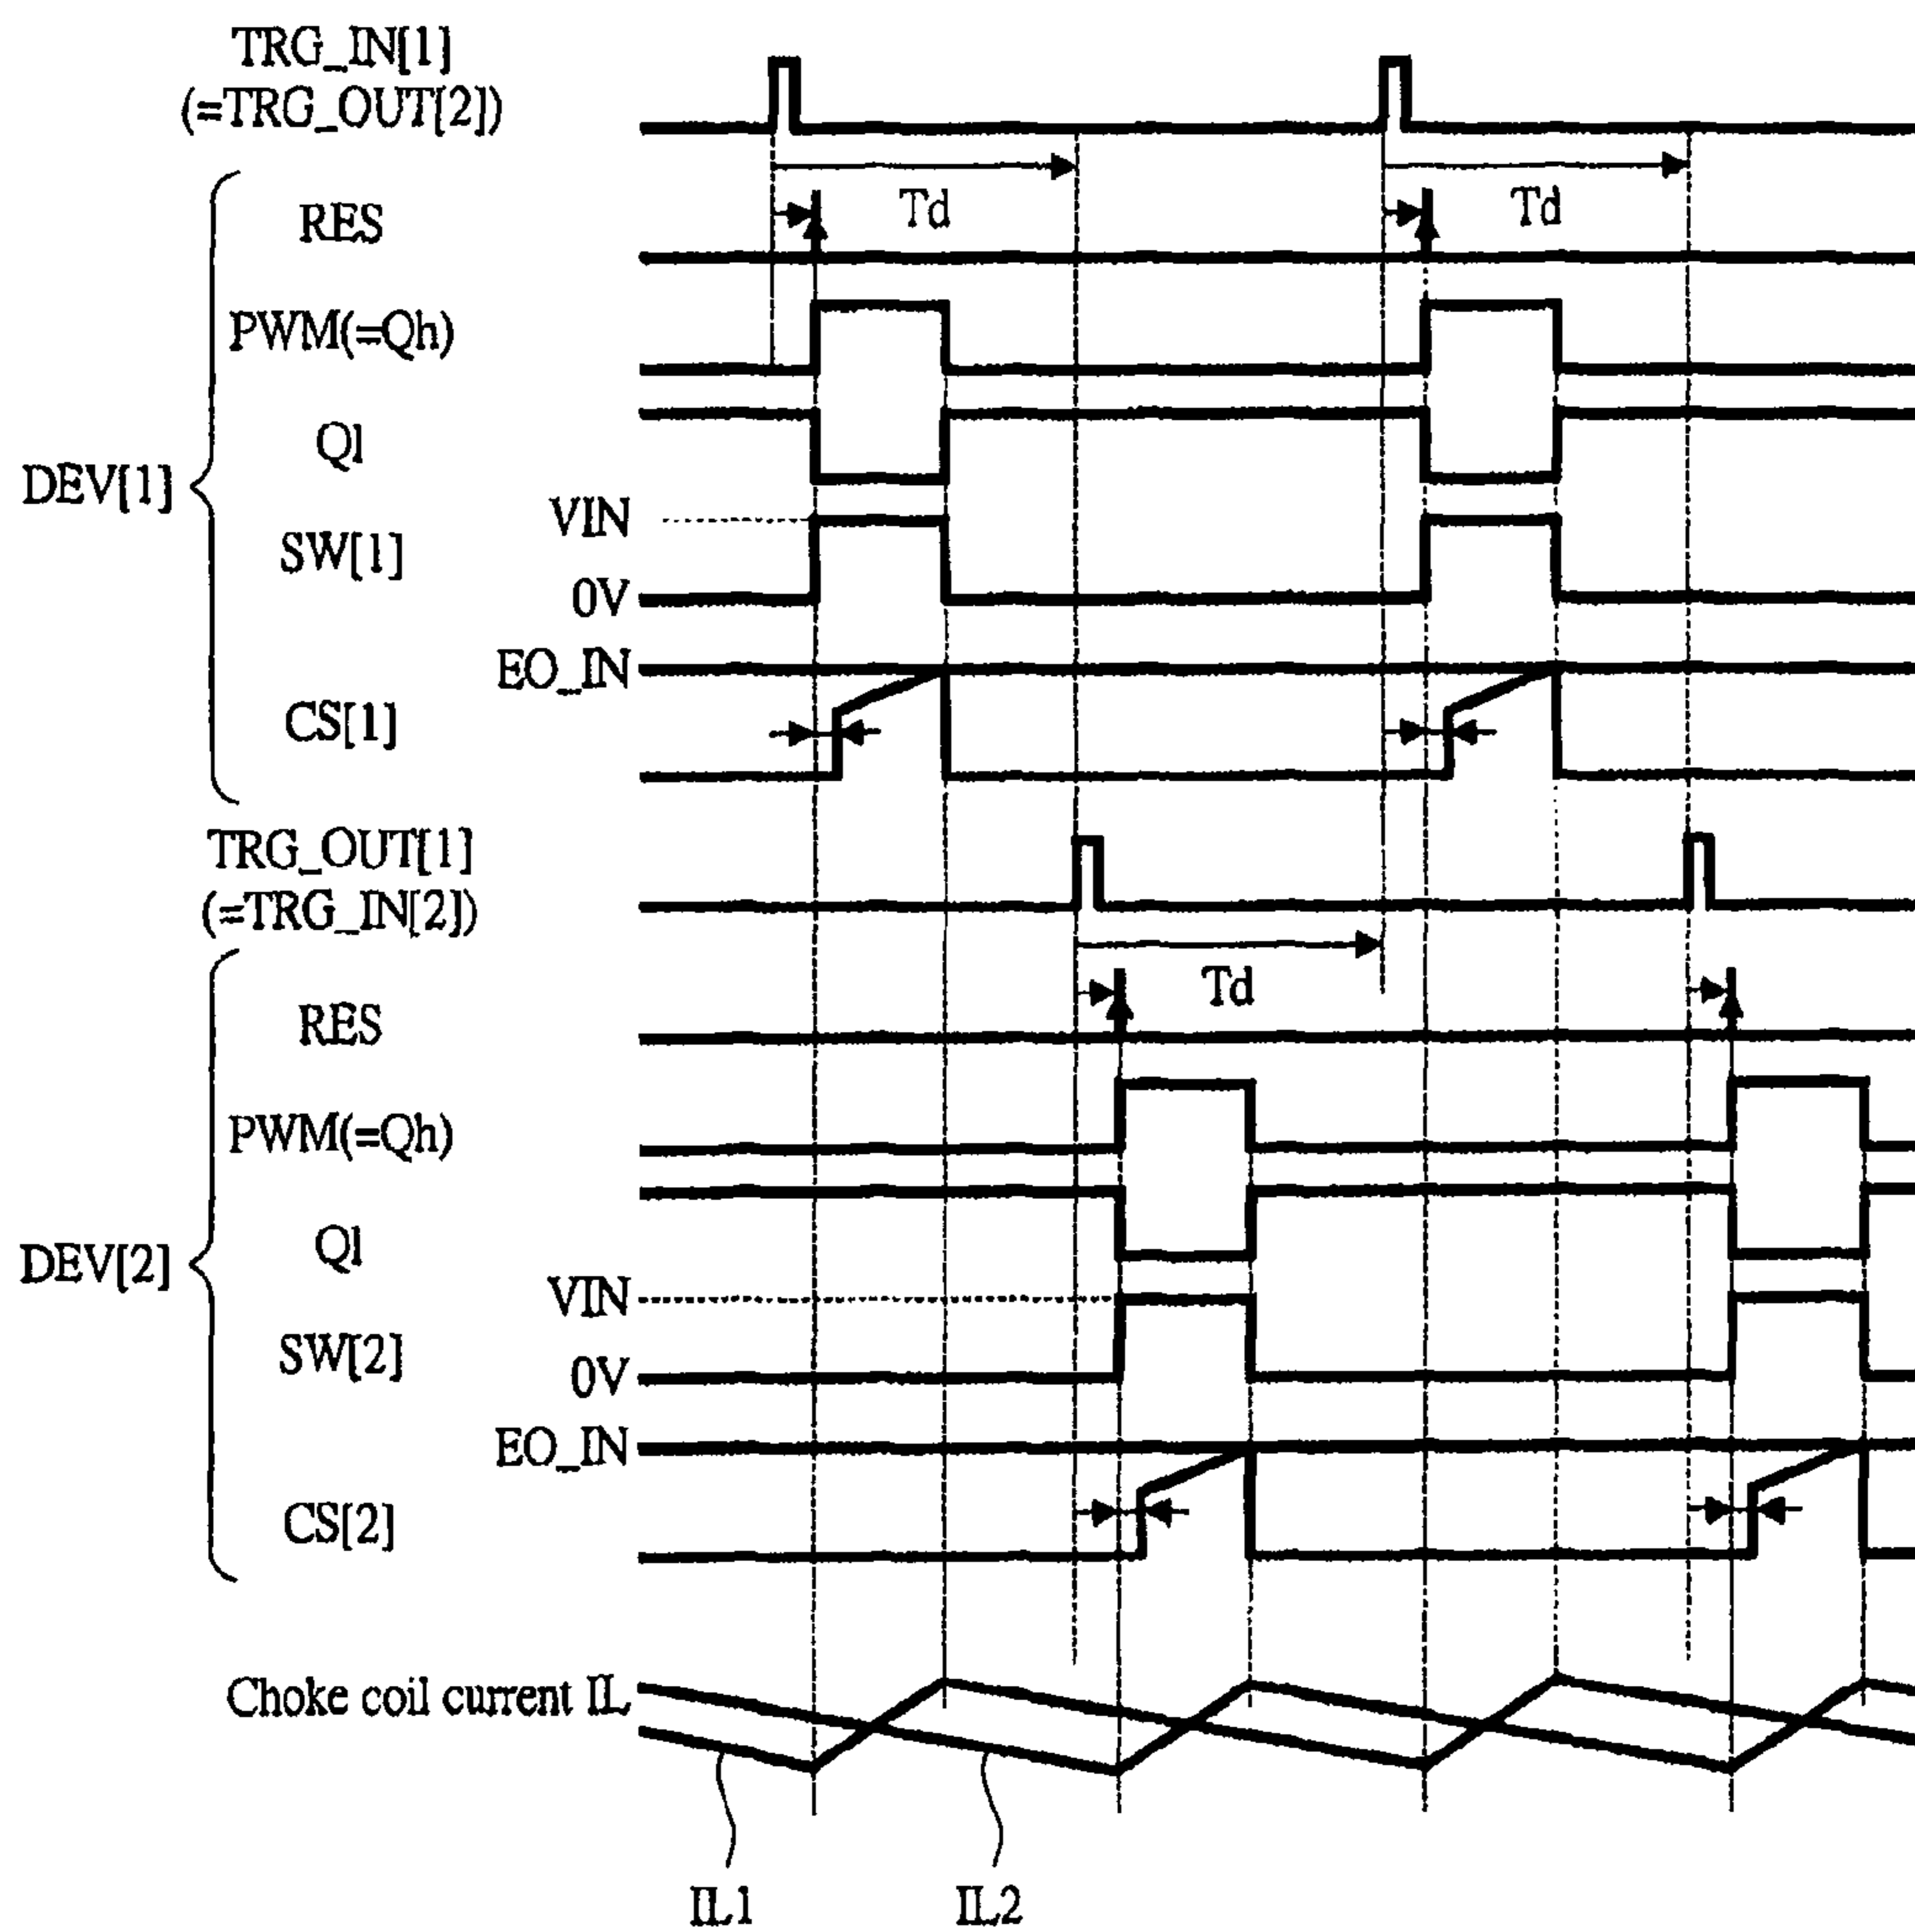 TRG_IN[1]
(=TRG_OUT[2])
Td
Td
RES
PWM(=Qh)
Ql
DEV[1]
VIN
SW[1]
0V
EO_IN
CS[1]
TRG_OUT[1]
(=TRG_IN[2])
Td
RES
PWM(=Qh)
Ql
DEV[2]
VIN
SW[2]
0V
EO_IN
CS[2]
Choke coil current IL
IL1
IL2